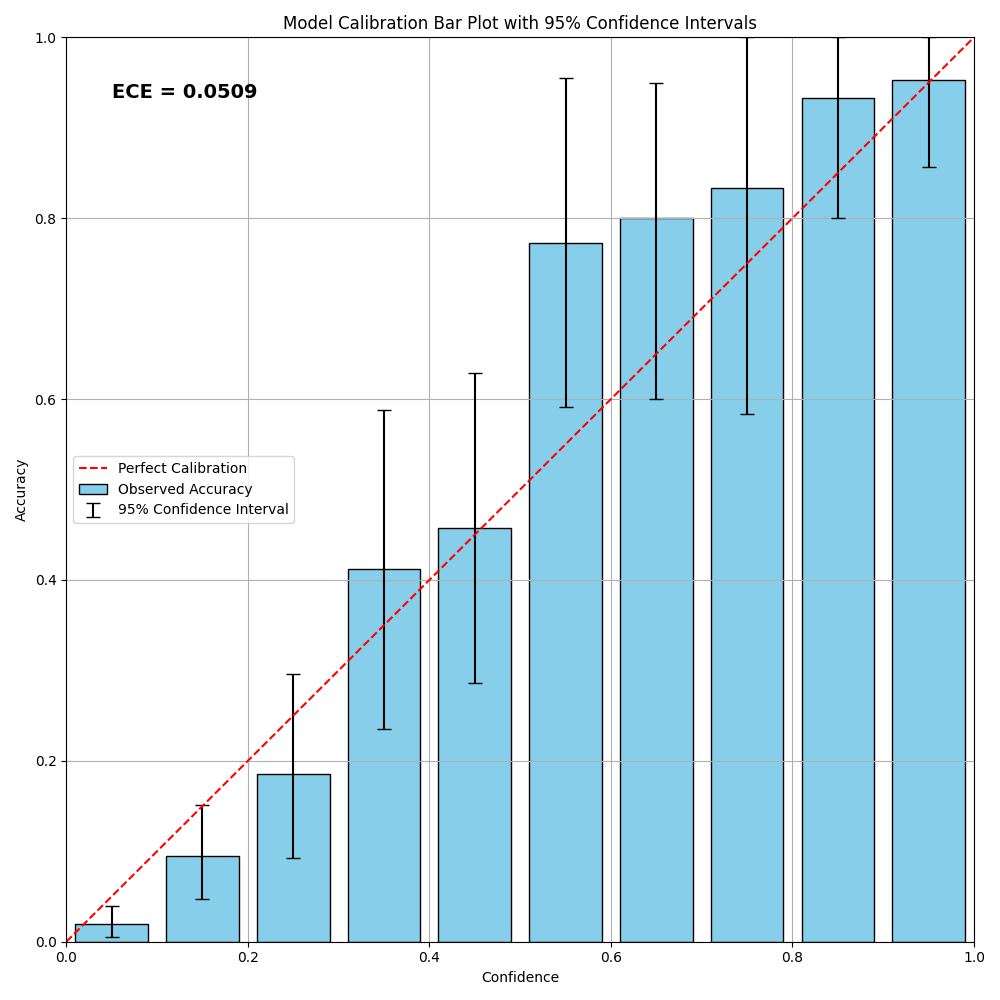 Model Calibration Bar Plot with 95% Confidence Intervals
ECE = 0.0509
Accuracy
1.0
0.8
0.6
0.4
0.2
0.0
Perfect Calibration
Observed Accuracy
95% Confidence Interval
0.0 0.2 0.4 0.6 0.8 1.0
Confidence